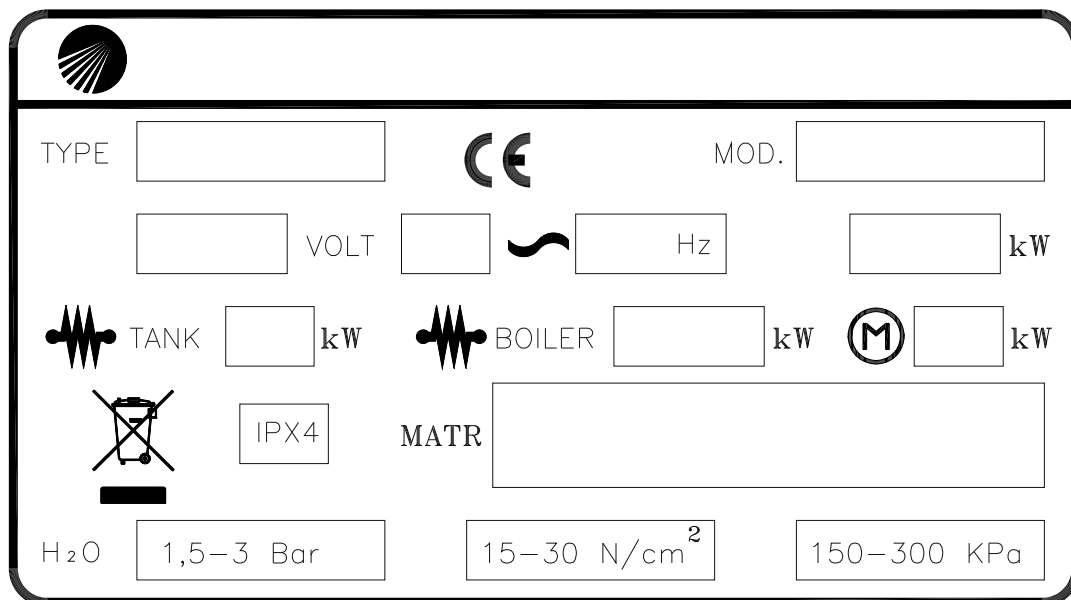 TYPE CE MOD.
VOLT Hz kW
TANK kW BOILER kW M kW
IPX4 MATR
H₂O 1,5-3 Bar 15-30 N/cm² 150-300 KPa